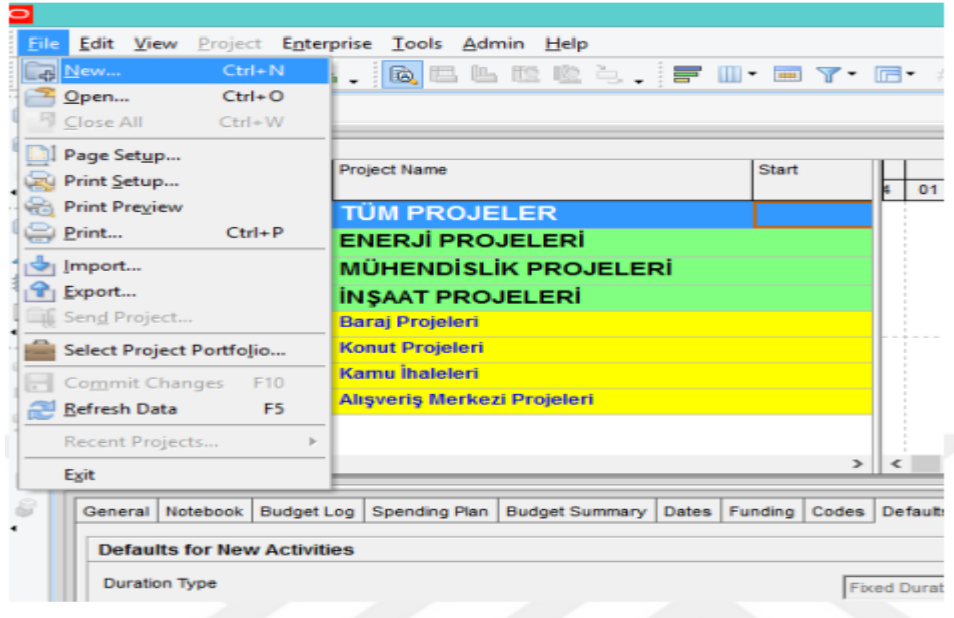 File Edit View Project Enterprise Tools Admin Help
New... Ctrl+N
Open... Ctrl+O
Close All Ctrl+W
Page Setup...
Print Setup...
Print Preview
Print... Ctrl+P
Import...
Export...
Send Project...
Select Project Portfolio...
Commit Changes F10
Refresh Data F5
Recent Projects...
Exit
Project Name Start
01
TÜM PROJELER
ENERJİ PROJELERİ
MÜHENDİSLİK PROJELERİ
İNŞAAT PROJELERİ
Baraj Projeleri
Konut Projeleri
Kamu İhaleleri
Alışveriş Merkezi Projeleri
General Notebook Budget Log Spending Plan Budget Summary Dates Funding Codes Default
Defaults for New Activities
Duration Type Fixed Durat